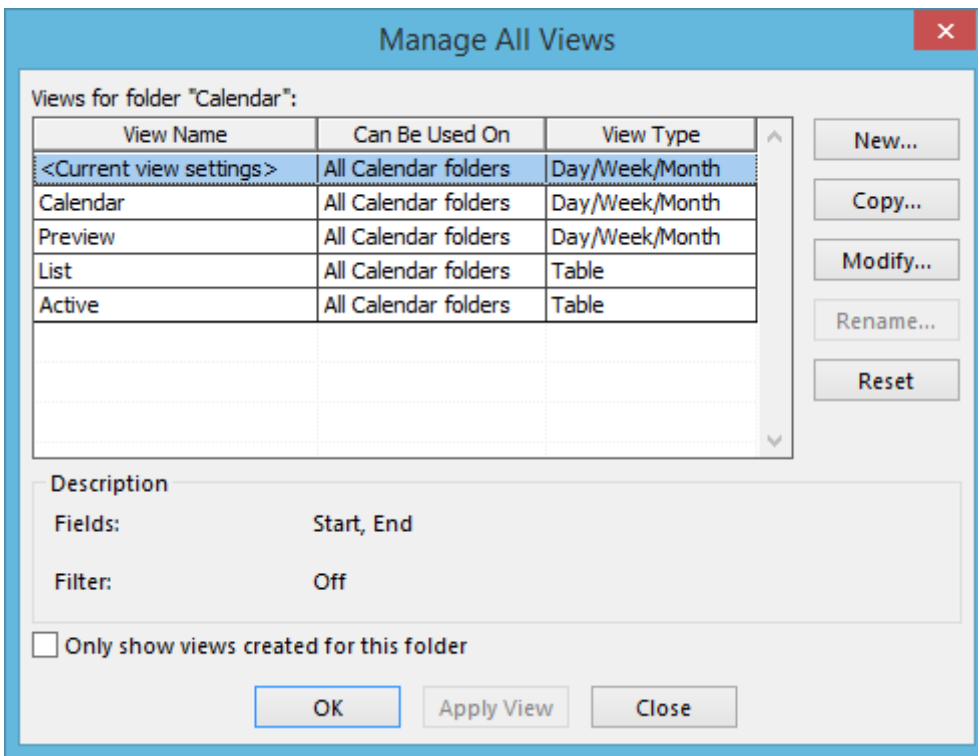 Manage All Views
Views for folder "Calendar":
View Name Can Be Used On View Type
<Current view settings> All Calendar folders Day/Week/Month
Calendar All Calendar folders Day/Week/Month
Preview All Calendar folders Day/Week/Month
List All Calendar folders Table
Active All Calendar folders Table
New...
Copy...
Modify...
Rename...
Reset
Description
Fields: Start, End
Filter: Off
Only show views created for this folder
OK Apply View Close